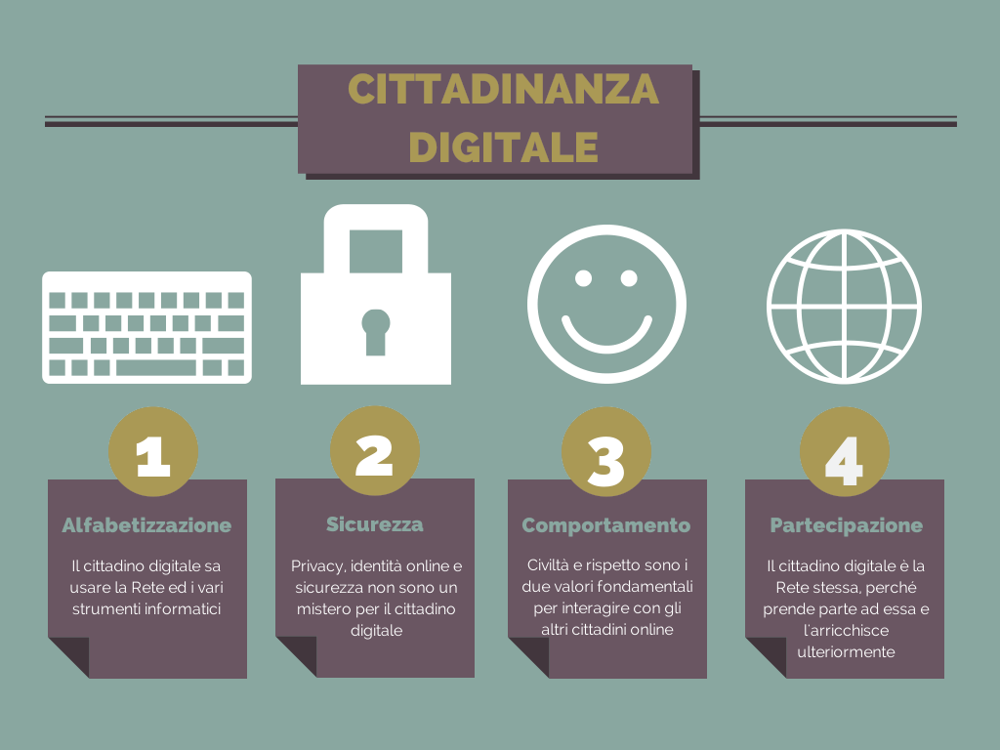 CITTADINANZA
DIGITALE
1
Alfabetizzazione
Il cittadino digitale sa
usare la Rete ed i vari
strumenti informatici
2
Sicurezza
Privacy, identità online e
sicurezza non sono un
mistero per il cittadino
digitale
3
Comportamento
Civiltà e rispetto sono i
due valori fondamentali
per interagire con gli
altri cittadini online
4
Partecipazione
Il cittadino digitale è la
Rete stessa, perché
prende parte ad essa e
l'arricchisce
ulteriormente